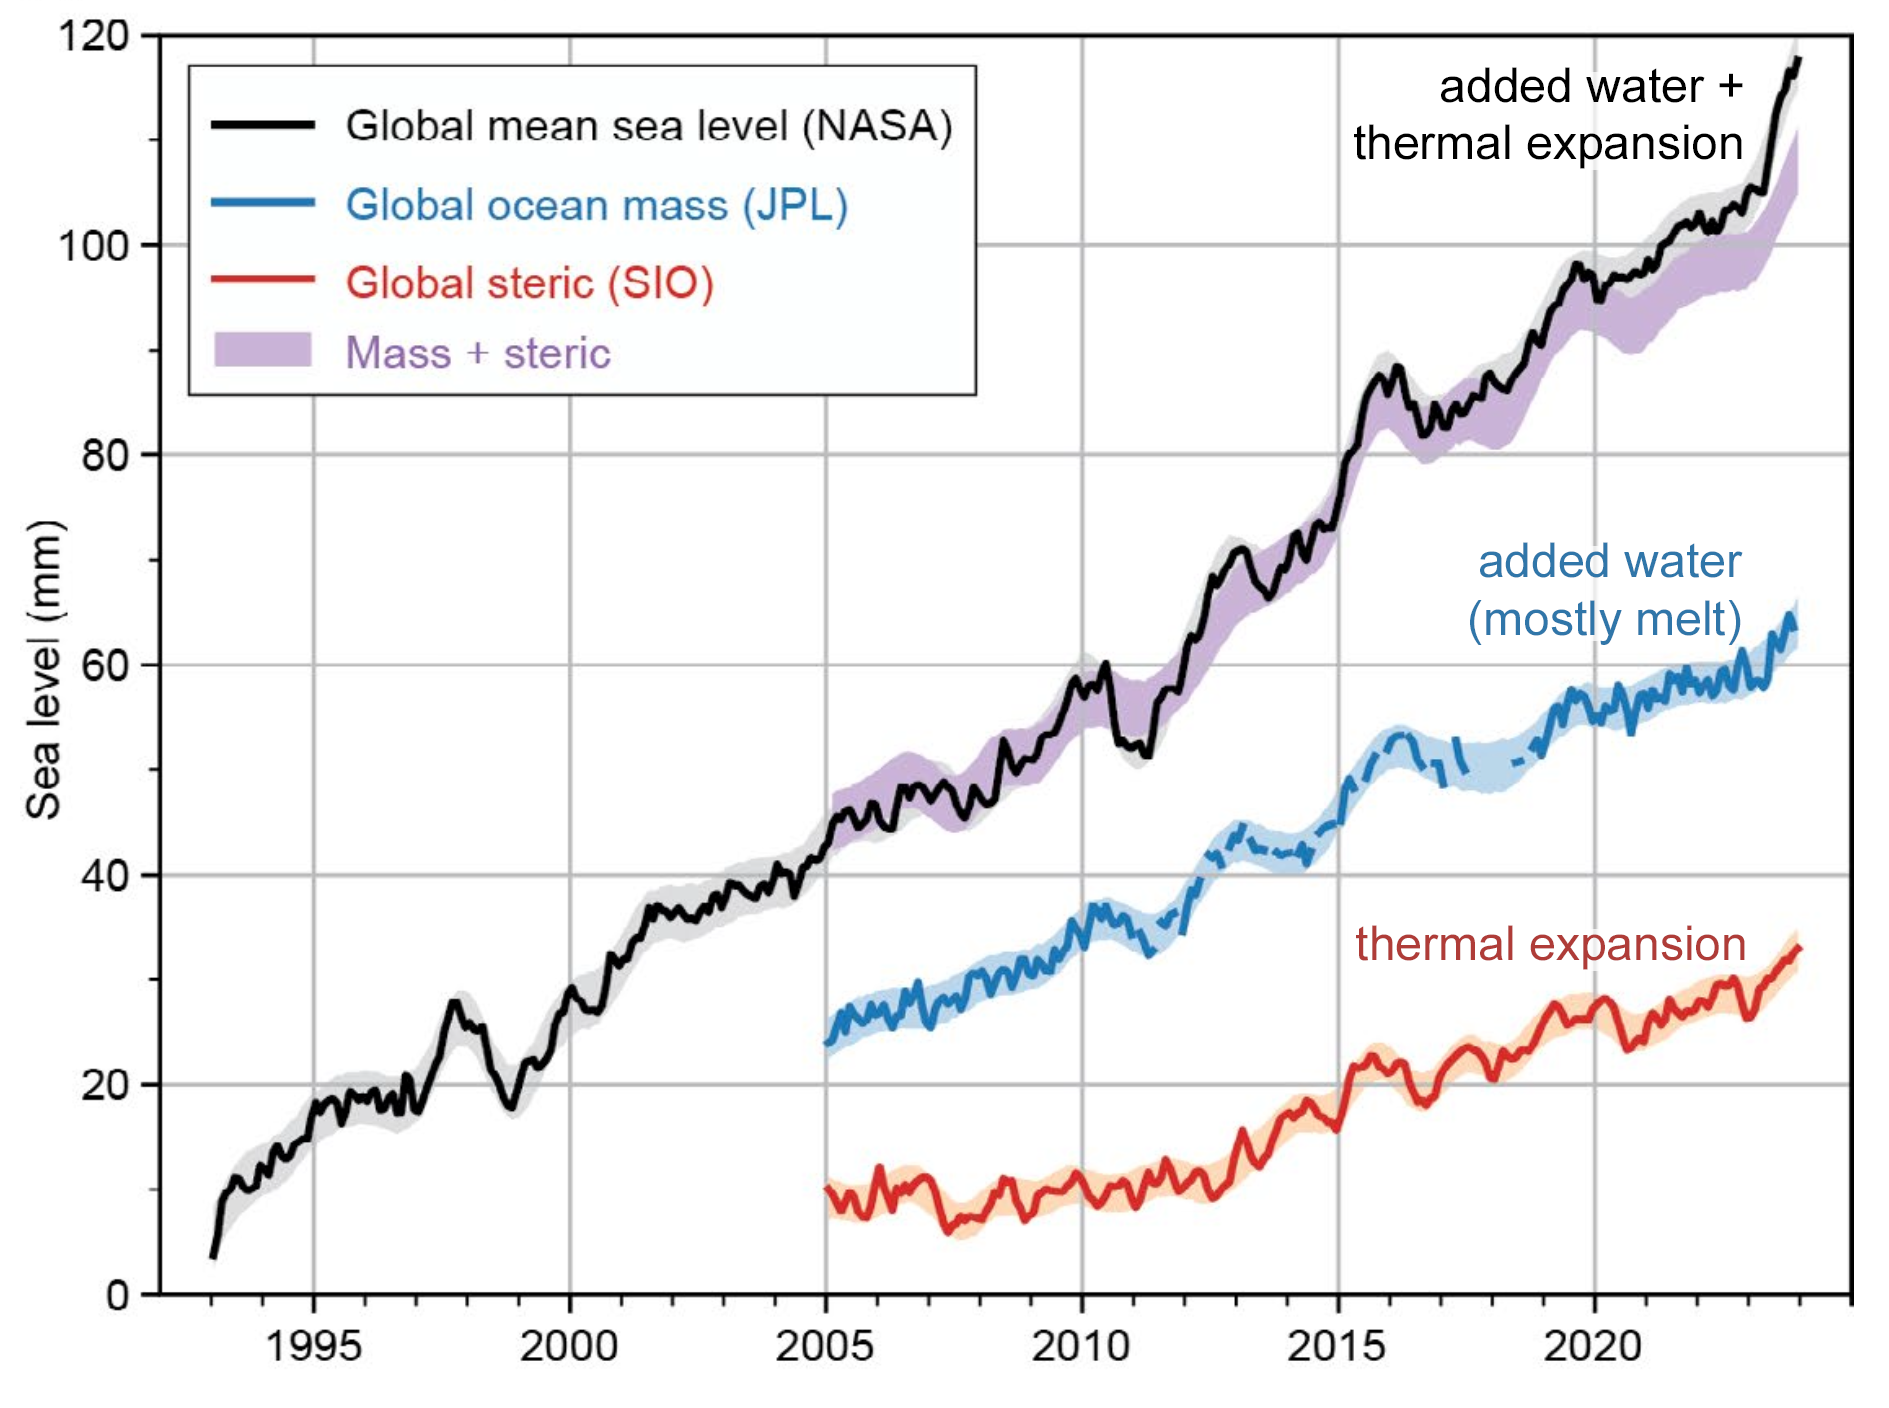 120
100
80
60
40
20
0
Sea level (mm)
Global mean sea level (NASA)
Global ocean mass (JPL)
Global steric (SIO)
Mass + steric
added water +
thermal expansion
added water
(mostly melt)
thermal expansion
1995 2000 2005 2010 2015 2020